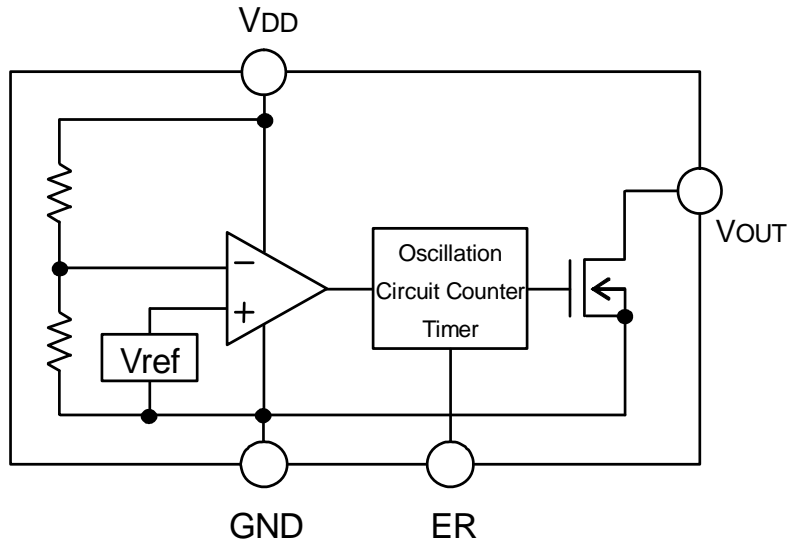 VDD
VOUT
−
+
Oscillation
Circuit Counter
Timer
Vref
GND
ER